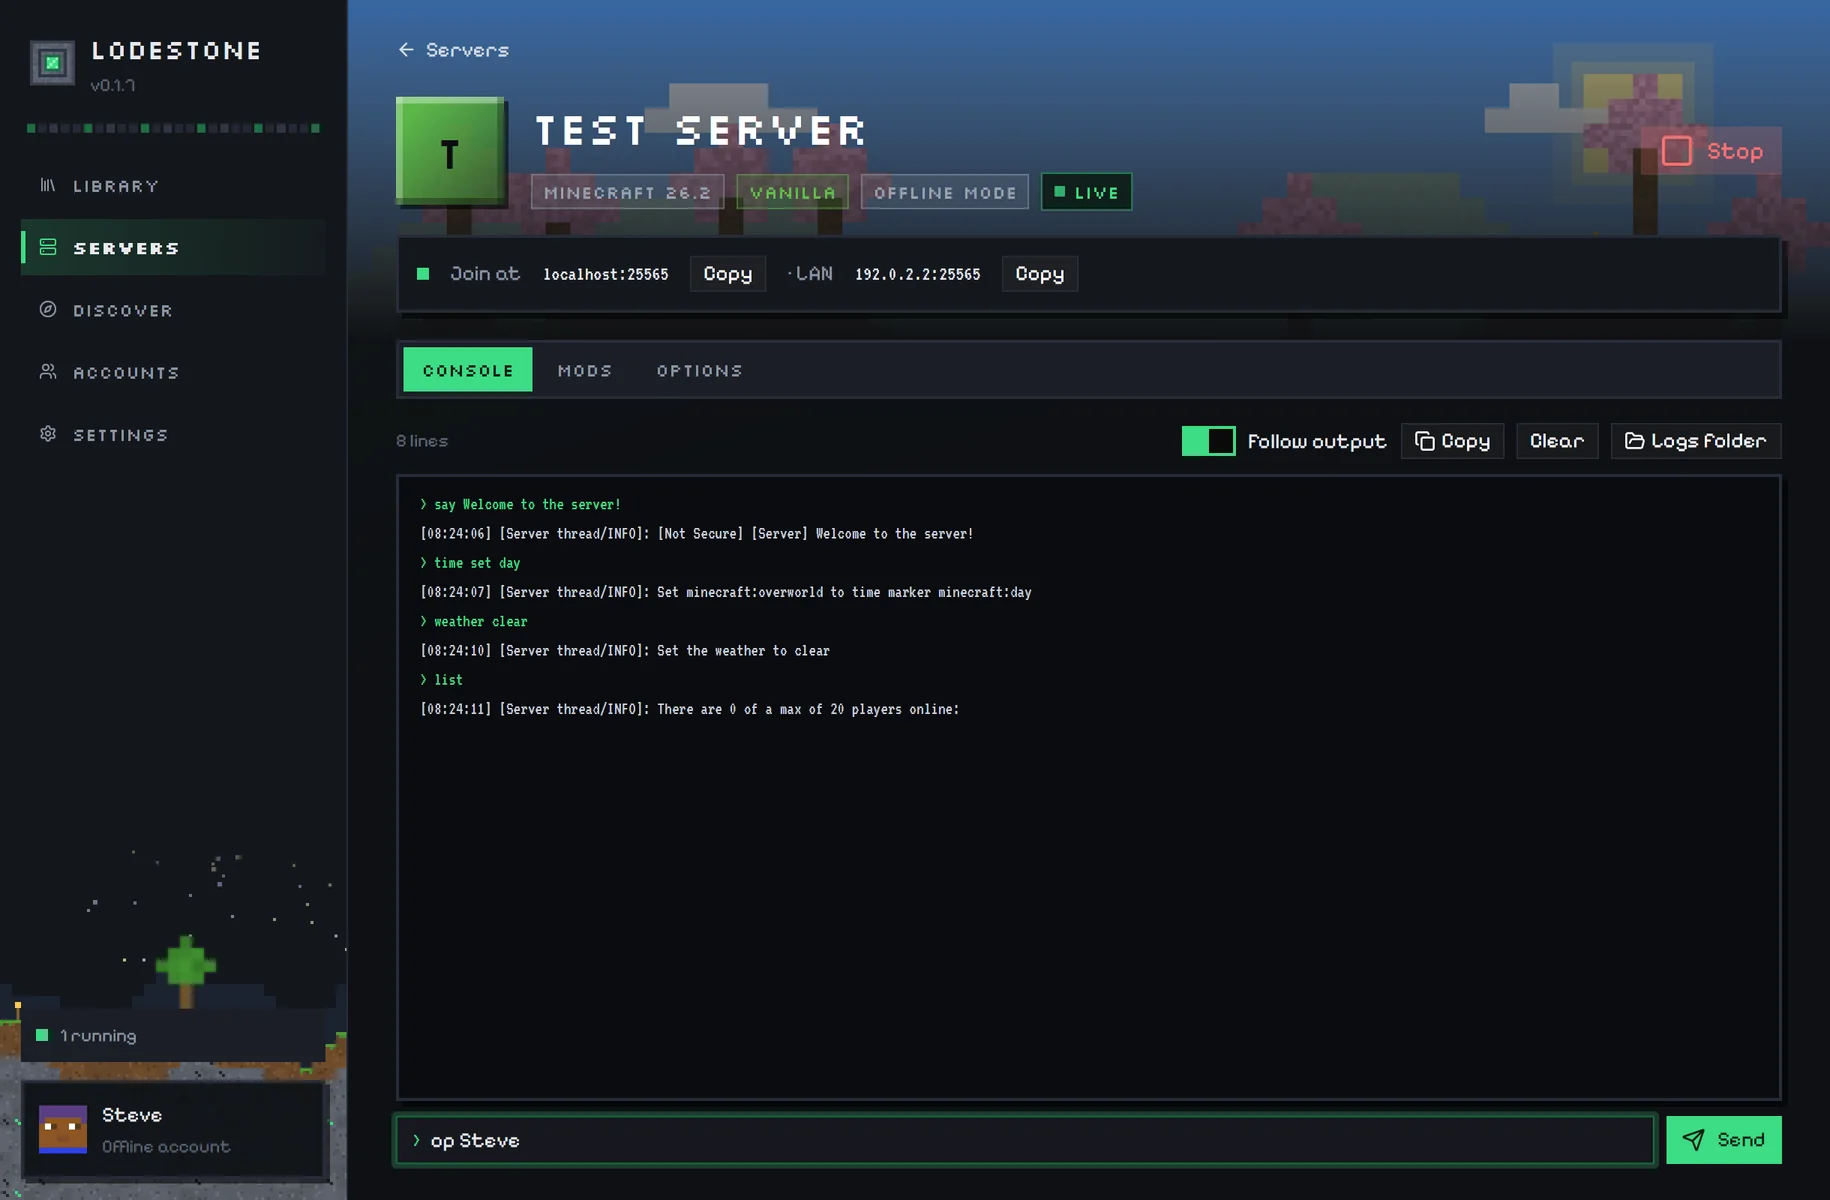 LODESTONE
v0.1.7
LIBRARY
SERVERS
DISCOVER
ACCOUNTS
SETTINGS
1 running
Steve
Offline account
← Servers
T
TEST SERVER
MINECRAFT 26.2
VANILLA
OFFLINE MODE
LIVE
Stop
Join at localhost:25565 Copy · LAN 192.0.2.2:25565 Copy
CONSOLE MODS OPTIONS
8 lines
Follow output
Copy
Clear
Logs folder
> say Welcome to the server!
[08:24:06] [Server thread/INFO]: [Not Secure] [Server] Welcome to the server!
> time set day
[08:24:07] [Server thread/INFO]: Set minecraft:overworld to time marker minecraft:day
> weather clear
[08:24:10] [Server thread/INFO]: Set the weather to clear
> list
[08:24:11] [Server thread/INFO]: There are 0 of a max of 20 players online:
> op Steve
Send